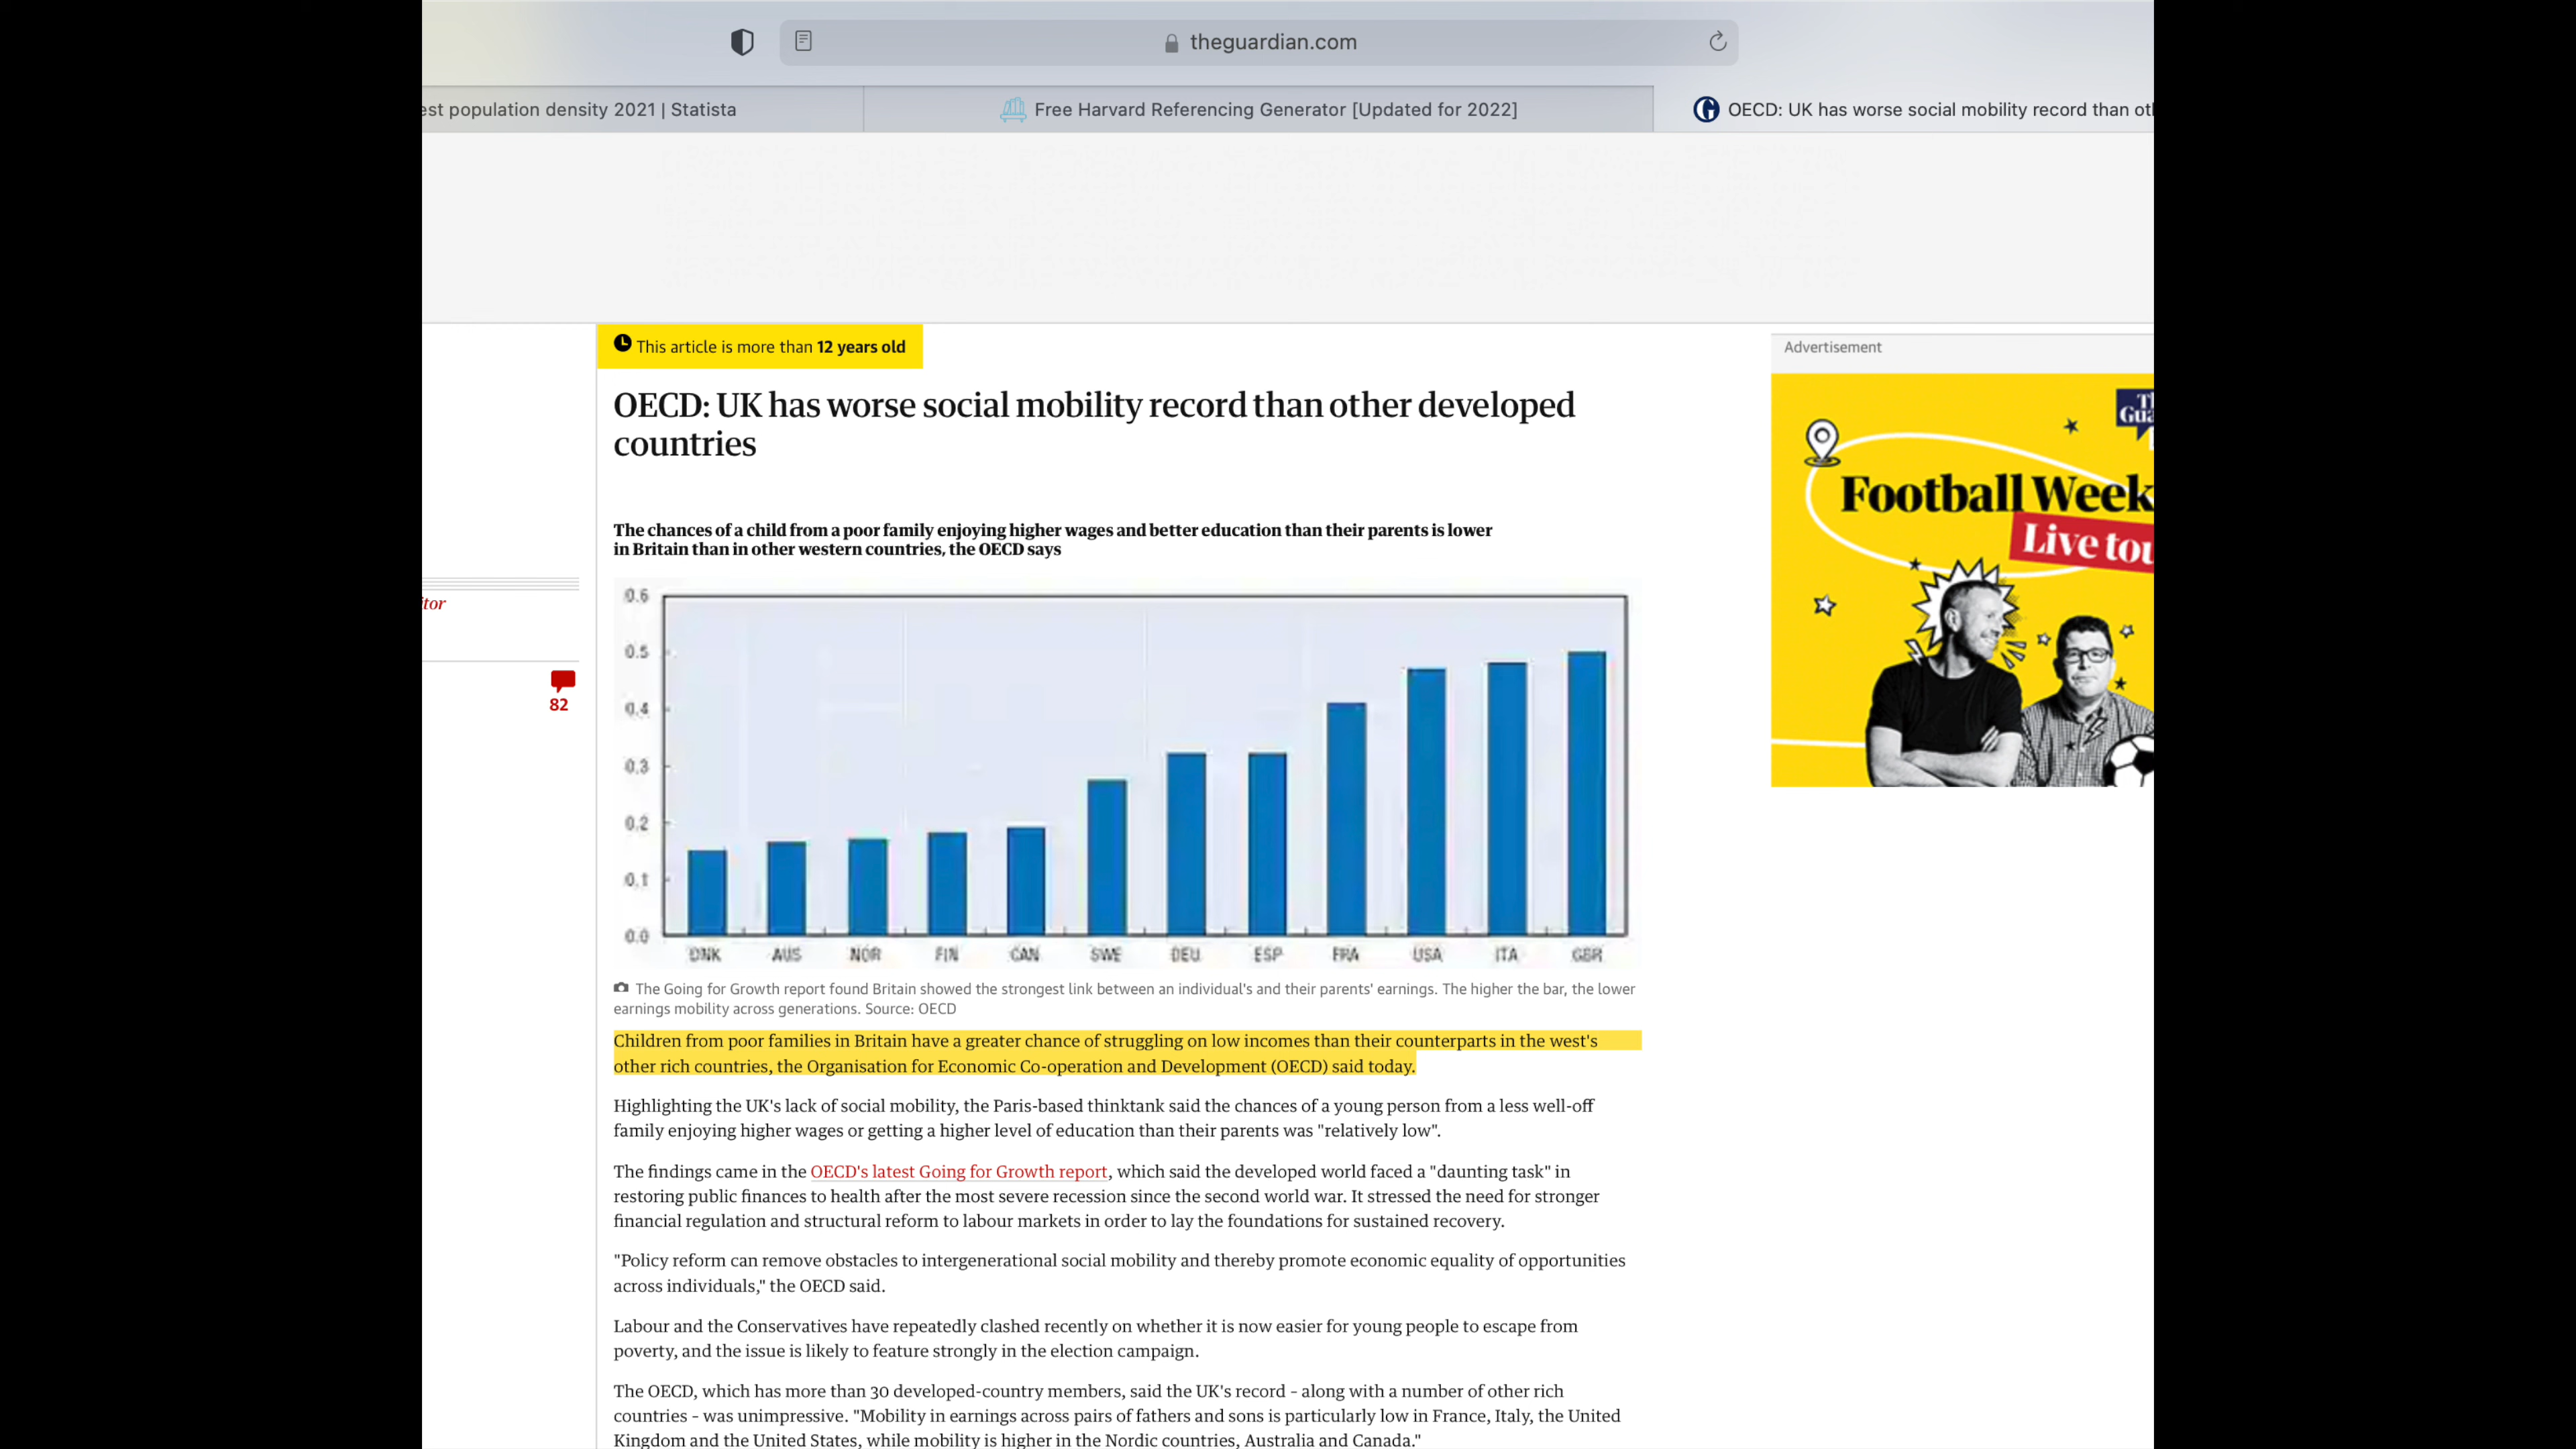 theguardian.com
est population density 2021 | Statista
Free Harvard Referencing Generator [Updated for 2022]
OECD: UK has worse social mobility record than ot
This article is more than 12 years old
OECD: UK has worse social mobility record than other developed
countries
The chances of a child from a poor family enjoying higher wages and better education than their parents is lower
in Britain than in other western countries, the OECD says
itor
82
0.6
0.5
0.4
0.3
0.2
0.1
0.0
DNK AUS NOR FIN CAN SWE DEU ESP FRA USA ITA GBR
The Going for Growth report found Britain showed the strongest link between an individual's and their parents' earnings. The higher the bar, the lower
earnings mobility across generations. Source: OECD
Children from poor families in Britain have a greater chance of struggling on low incomes than their counterparts in the west's
other rich countries, the Organisation for Economic Co-operation and Development (OECD) said today.
Highlighting the UK's lack of social mobility, the Paris-based thinktank said the chances of a young person from a less well-off
family enjoying higher wages or getting a higher level of education than their parents was "relatively low".
The findings came in the OECD's latest Going for Growth report, which said the developed world faced a "daunting task" in
restoring public finances to health after the most severe recession since the second world war. It stressed the need for stronger
financial regulation and structural reform to labour markets in order to lay the foundations for sustained recovery.
"Policy reform can remove obstacles to intergenerational social mobility and thereby promote economic equality of opportunities
across individuals," the OECD said.
Labour and the Conservatives have repeatedly clashed recently on whether it is now easier for young people to escape from
poverty, and the issue is likely to feature strongly in the election campaign.
The OECD, which has more than 30 developed-country members, said the UK's record – along with a number of other rich
countries – was unimpressive. "Mobility in earnings across pairs of fathers and sons is particularly low in France, Italy, the United
Kingdom and the United States, while mobility is higher in the Nordic countries, Australia and Canada."
Advertisement
Football Week
Live tou